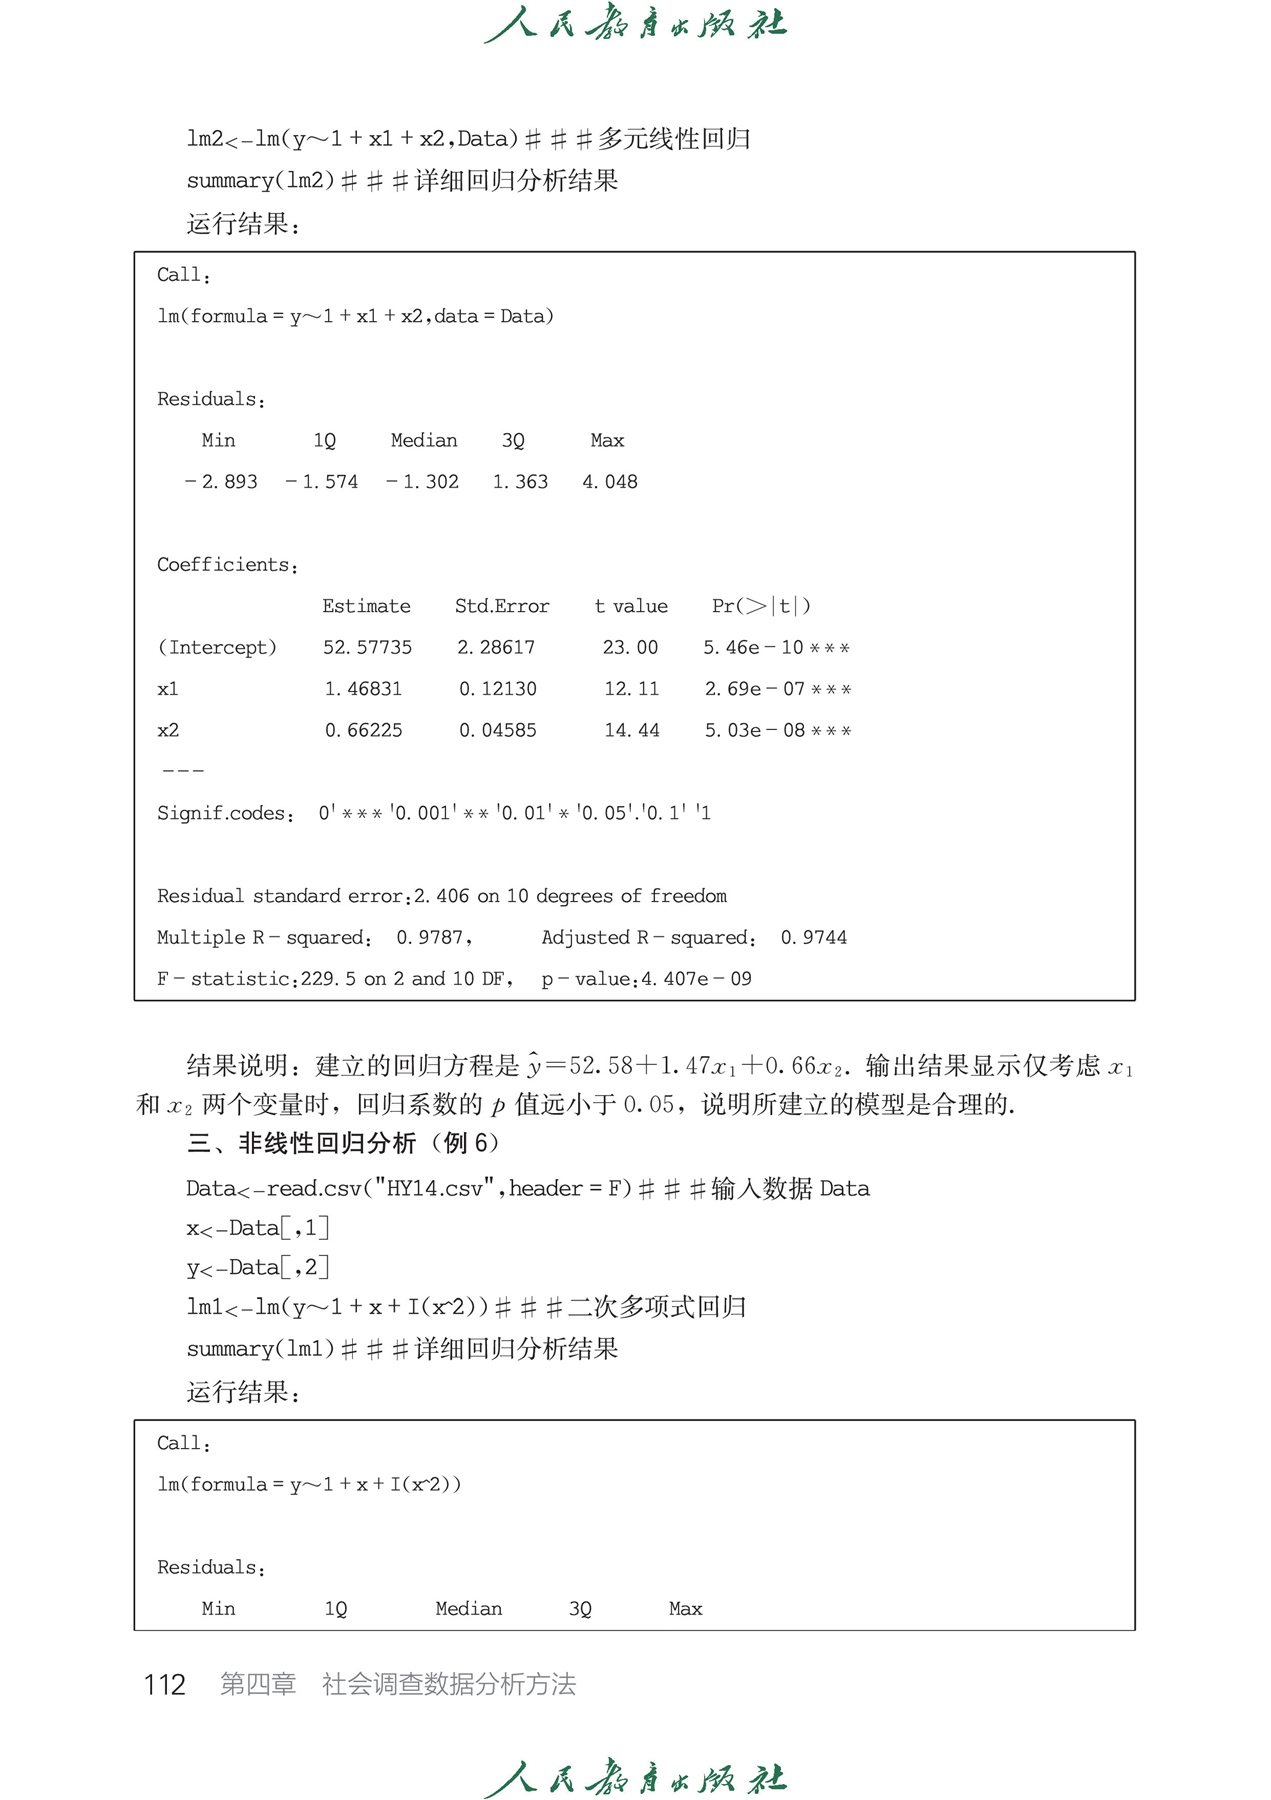 人民教育出版社
lm2<-lm(y～1+x1+x2,Data)###多元线性回归
summary(lm2)###详细回归分析结果
运行结果：
Call:
lm(formula=y～1+x1+x2,data=Data)
Residuals:
Min 1Q Median 3Q Max
-2.893 -1.574 -1.302 1.363 4.048
Coefficients:
Estimate Std.Error t value Pr(>|t|)
(Intercept) 52.57735 2.28617 23.00 5.46e-10***
x1 1.46831 0.12130 12.11 2.69e-07***
x2 0.66225 0.04585 14.44 5.03e-08***
---
Signif.codes: 0'***'0.001'**'0.01'*'0.05'.'0.1' '1
Residual standard error:2.406 on 10 degrees of freedom
Multiple R-squared: 0.9787, Adjusted R-squared: 0.9744
F-statistic:229.5 on 2 and 10 DF, p-value:4.407e-09
结果说明：建立的回归方程是 ŷ=52.58+1.47x₁+0.66x₂. 输出结果显示仅考虑 x₁
和 x₂ 两个变量时，回归系数的 p 值远小于 0.05，说明所建立的模型是合理的.
三、非线性回归分析（例 6）
Data<-read.csv("HY14.csv",header=F)###输入数据 Data
x<-Data[,1]
y<-Data[,2]
lm1<-lm(y～1+x+I(x^2))###二次多项式回归
summary(lm1)###详细回归分析结果
运行结果：
Call:
lm(formula=y～1+x+I(x^2))
Residuals:
Min 1Q Median 3Q Max
112 第四章 社会调查数据分析方法
人民教育出版社